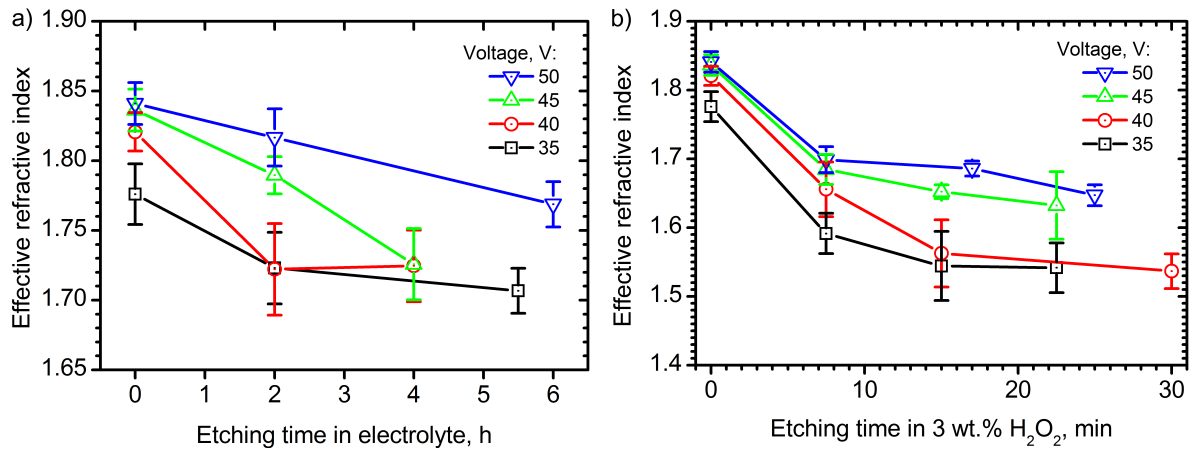 a)
Effective refractive index
1.90
1.85
1.80
1.75
1.70
1.65
Voltage, V:
50
45
40
35
0 1 2 3 4 5 6
Etching time in electrolyte, h
b)
Effective refractive index
1.9
1.8
1.7
1.6
1.5
1.4
Voltage, V:
50
45
40
35
0 10 20 30
Etching time in 3 wt.% H₂O₂, min